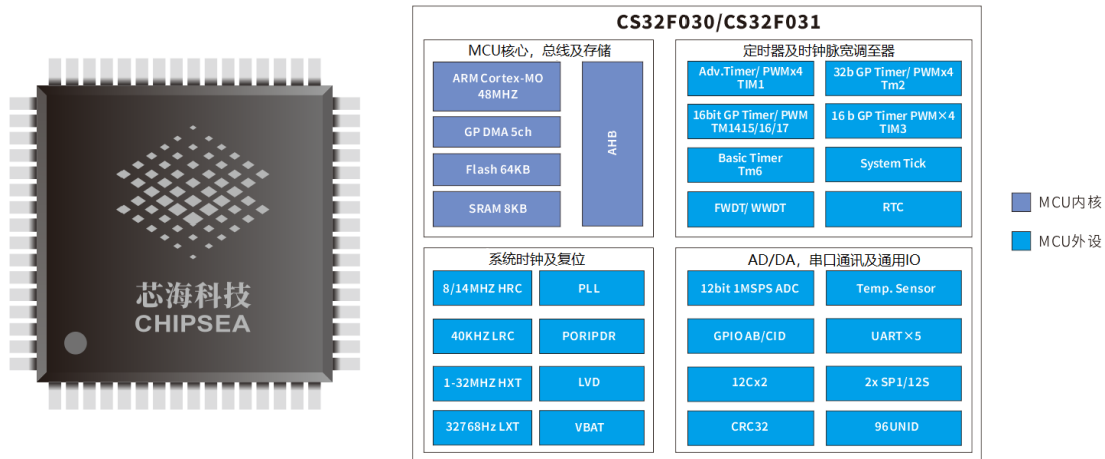 芯海科技
CHIPSEA
CS32F030/CS32F031
MCU核心，总线及存储
ARM Cortex-MO
48MHZ
GP DMA 5ch
Flash 64KB
SRAM 8KB
AHB
定时器及时钟脉宽调至器
Adv.Timer/ PWMx4
TIM1
32b GP Timer/ PWMx4
Tm2
16bit GP Timer/ PWM
TM1415/16/17
16 b GP Timer PWM×4
TIM3
Basic Timer
Tm6
System Tick
FWDT/ WWDT
RTC
系统时钟及复位
8/14MHZ HRC
PLL
40KHZ LRC
PORIPDR
1-32MHZ HXT
LVD
32768Hz LXT
VBAT
AD/DA，串口通讯及通用IO
12bit 1MSPS ADC
Temp. Sensor
GPIO AB/CID
UART×5
12Cx2
2x SP1/12S
CRC32
96UNID
MCU内核
MCU外设